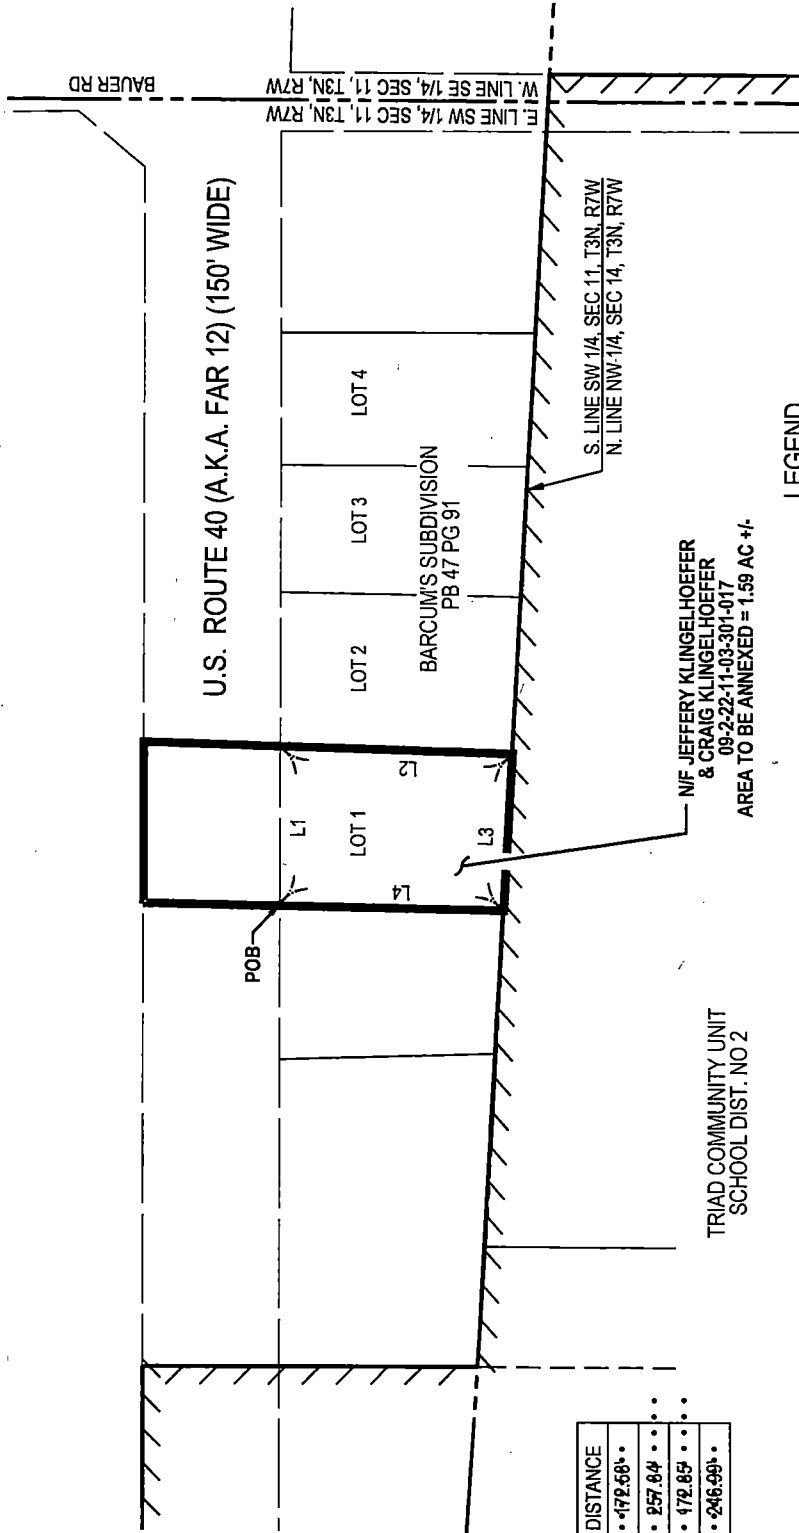 BAUER RD
W. LINE SE 1/4, SEC 11, T3N, R7W
E. LINE SW 1/4, SEC 11, T3N, R7W
U.S. ROUTE 40 (A.K.A. FAR 12) (150' WIDE)
S. LINE SW 1/4, SEC 11, T3N, R7W
N. LINE NW-1/4, SEC 14, T3N, R7W
LOT 4
LOT 3
LOT 2
BARCUM'S SUBDIVISION
PB 47 PG 91
L1
LOT 1
L2
L3
L4
POB
N/F JEFFERY KLINGELHOEFER
& CRAIG KLINGELHOEFER
09-2-22-11-03-301-017
AREA TO BE ANNEXED = 1.59 AC +/-
LEGEND
TRIAD COMMUNITY UNIT
SCHOOL DIST. NO 2
DISTANCE
172.68'
257.84'
172.85'
246.99'